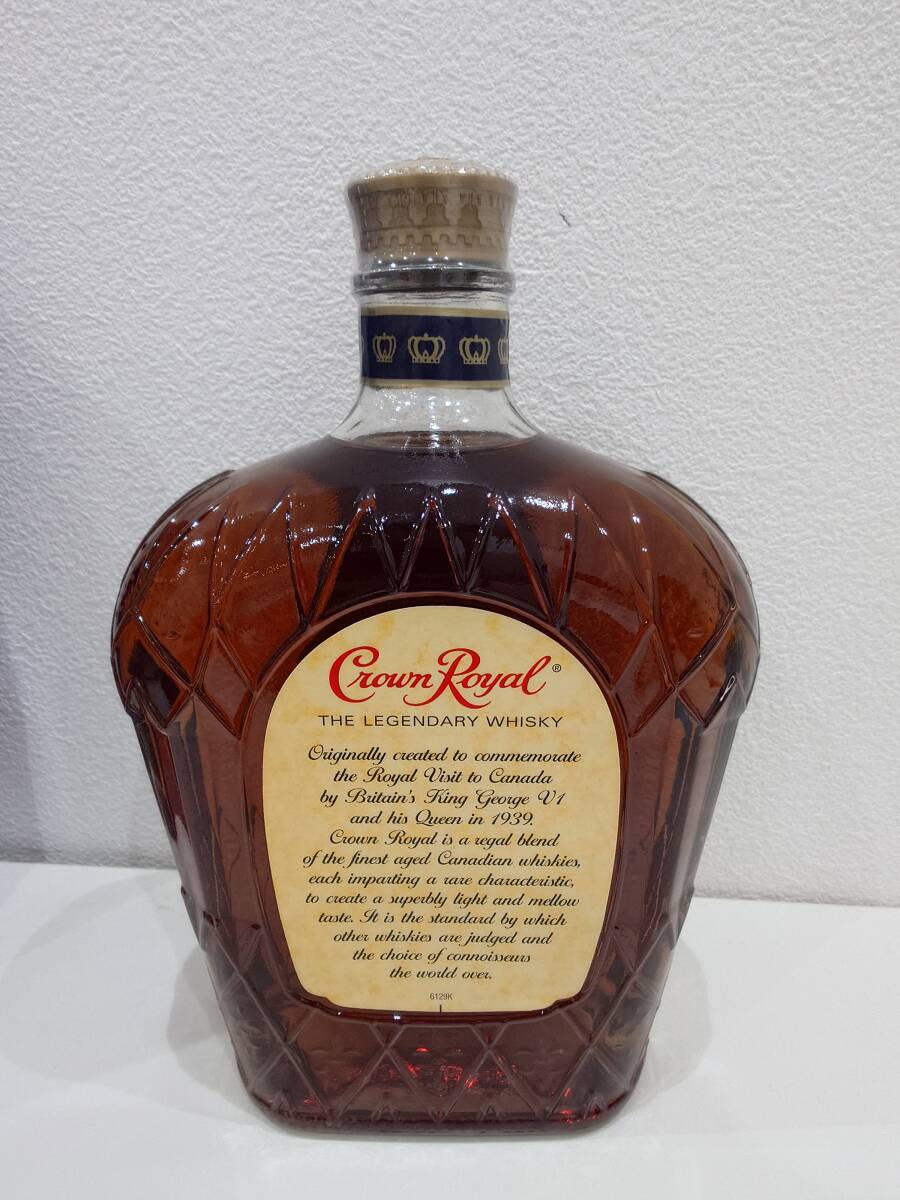 Crown Royal®
THE LEGENDARY WHISKY
Originally created to commemorate
the Royal Visit to Canada
by Britain's King George VI
and his Queen in 1939.
Crown Royal is a regal blend
of the finest aged Canadian whiskies,
each imparting a rare characteristic,
to create a superbly light and mellow
taste. It is the standard by which
other whiskies are judged and
the choice of connoisseurs
the world over.
6129K